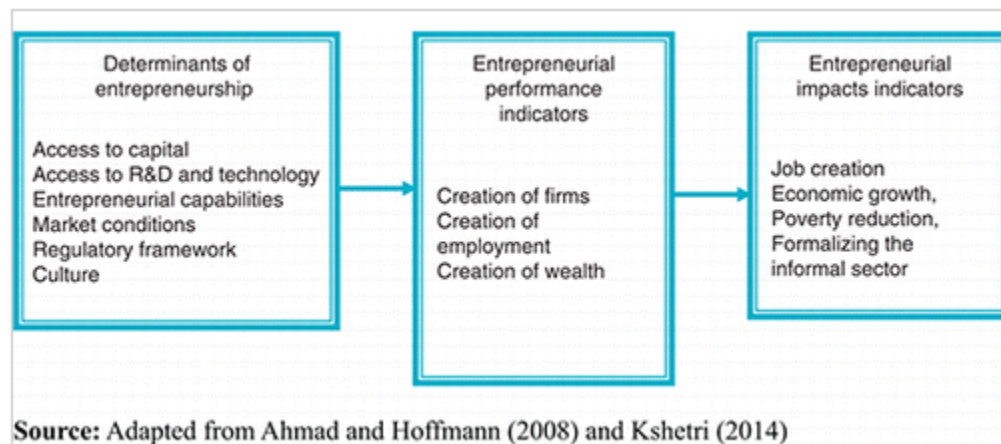 Determinants of
entrepreneurship
Access to capital
Access to R&D and technology
Entrepreneurial capabilities
Market conditions
Regulatory framework
Culture
Entrepreneurial
performance
indicators
Creation of firms
Creation of
employment
Creation of wealth
Entrepreneurial
impacts indicators
Job creation
Economic growth,
Poverty reduction,
Formalizing the
informal sector
Source: Adapted from Ahmad and Hoffmann (2008) and Kshetri (2014)